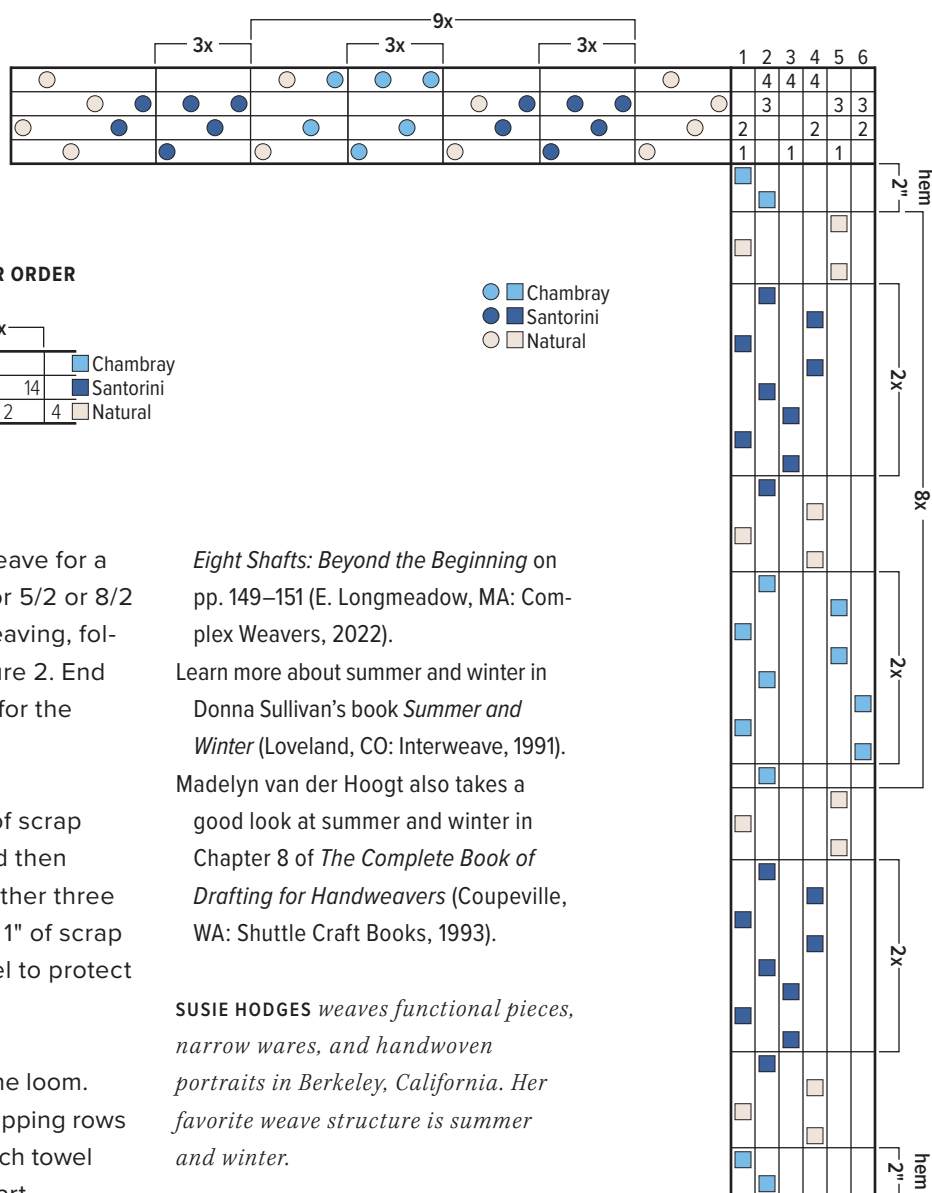 9x
3x 3x 3x
1 2 3 4 5 6
4 4 4
3 3 3
2 2 2
1 1 1
hem
2"
R ORDER
x
Chambray
14 Santorini
2 4 Natural
Chambray
Santorini
Natural
2x
8x
2x
2x
hem
2"
eave for a
or 5/2 or 8/2
eaving, fol-
ure 2. End
for the
of scrap
d then
ther three
1" of scrap
el to protect
he loom.
pping rows
ch towel
Eight Shafts: Beyond the Beginning on
pp. 149–151 (E. Longmeadow, MA: Com-
plex Weavers, 2022).
Learn more about summer and winter in
Donna Sullivan's book Summer and
Winter (Loveland, CO: Interweave, 1991).
Madelyn van der Hoogt also takes a
good look at summer and winter in
Chapter 8 of The Complete Book of
Drafting for Handweavers (Coupeville,
WA: Shuttle Craft Books, 1993).
SUSIE HODGES weaves functional pieces,
narrow wares, and handwoven
portraits in Berkeley, California. Her
favorite weave structure is summer
and winter.